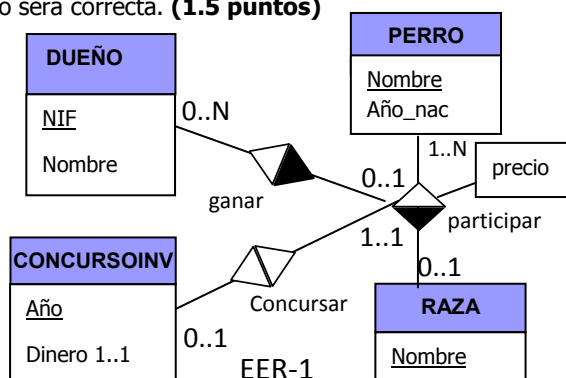 o será correcta. (1.5 puntos)
DUEÑO
NIF
Nombre
PERRO
Nombre
Año_nac
0..N
1..N
precio
0..1
ganar
participar
1..1
0..1
CONCURSOINV
Año
Dinero 1..1
Concursar
0..1
EER-1
RAZA
Nombre